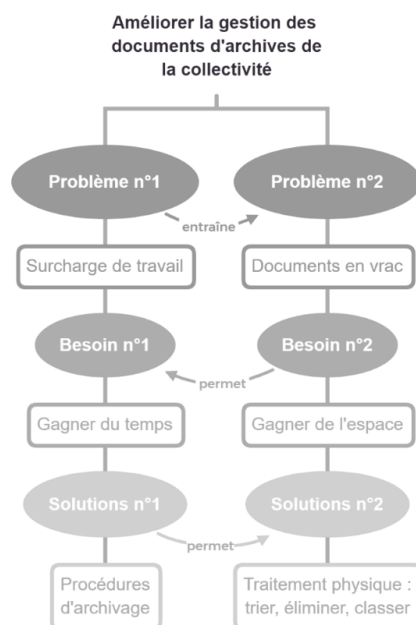 Améliorer la gestion des
documents d'archives de
la collectivité
Problème n°1
Problème n°2
entraîne
Surcharge de travail
Documents en vrac
Besoin n°1
Besoin n°2
permet
Gagner du temps
Gagner de l'espace
Solutions n°1
Solutions n°2
permet
Procédures
d'archivage
Traitement physique :
trier, éliminer, classer